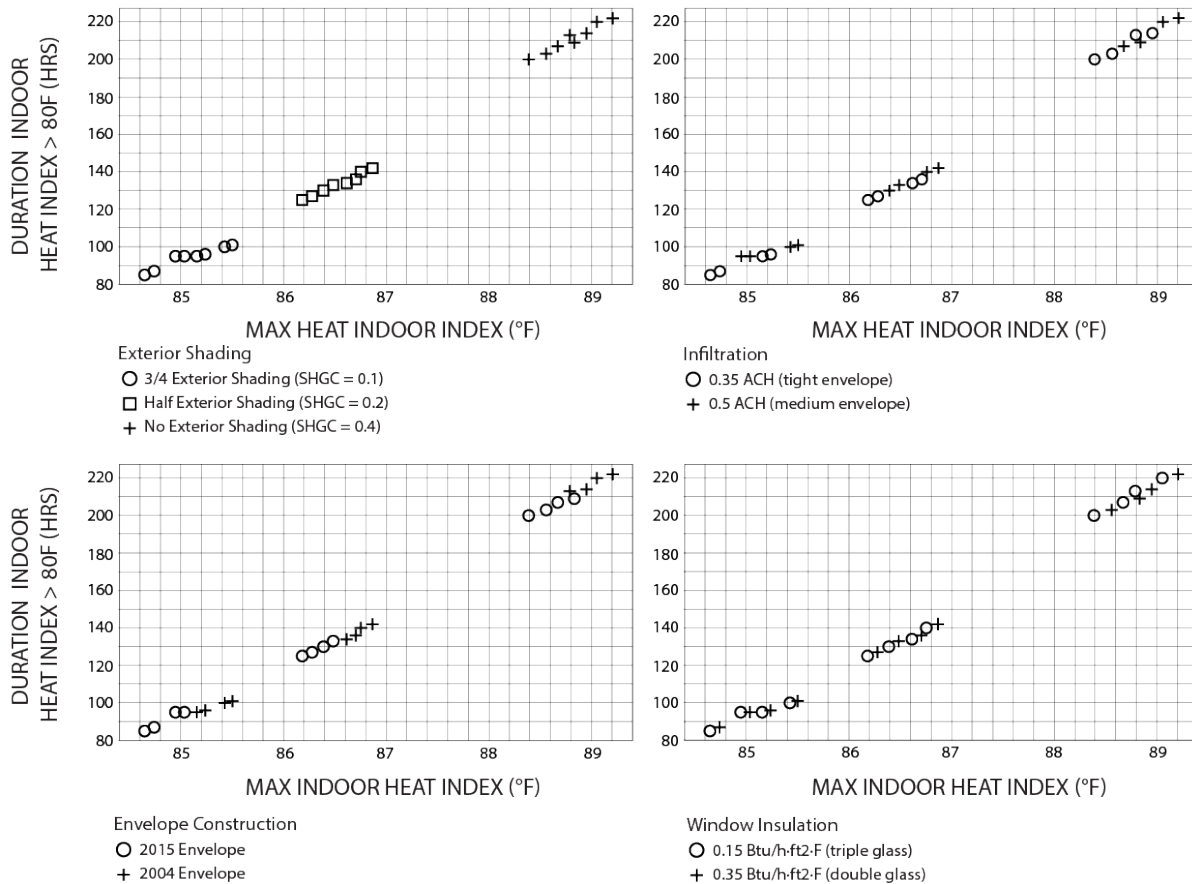 DURATION INDOOR
HEAT INDEX > 80F (HRS)
220
200
180
160
140
120
100
80
85
86
87
88
89
MAX HEAT INDOOR INDEX (°F)
Exterior Shading
3/4 Exterior Shading (SHGC = 0.1)
Half Exterior Shading (SHGC = 0.2)
No Exterior Shading (SHGC = 0.4)
220
200
180
160
140
120
100
80
85
86
87
88
89
MAX HEAT INDOOR INDEX (°F)
Infiltration
0.35 ACH (tight envelope)
0.5 ACH (medium envelope)
DURATION INDOOR
HEAT INDEX > 80F (HRS)
220
200
180
160
140
120
100
80
85
86
87
88
89
MAX INDOOR HEAT INDEX (°F)
Envelope Construction
2015 Envelope
2004 Envelope
220
200
180
160
140
120
100
80
85
86
87
88
89
MAX INDOOR HEAT INDEX (°F)
Window Insulation
0.15 Btu/h·ft2·F (triple glass)
0.35 Btu/h·ft2·F (double glass)